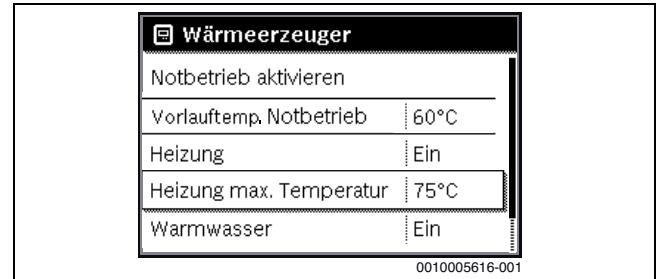 Wärmeerzeuger
Notbetrieb aktivieren
Vorlauftemp. Notbetrieb 60°C
Heizung Ein
Heizung max. Temperatur 75°C
Warmwasser Ein
0010005616-001